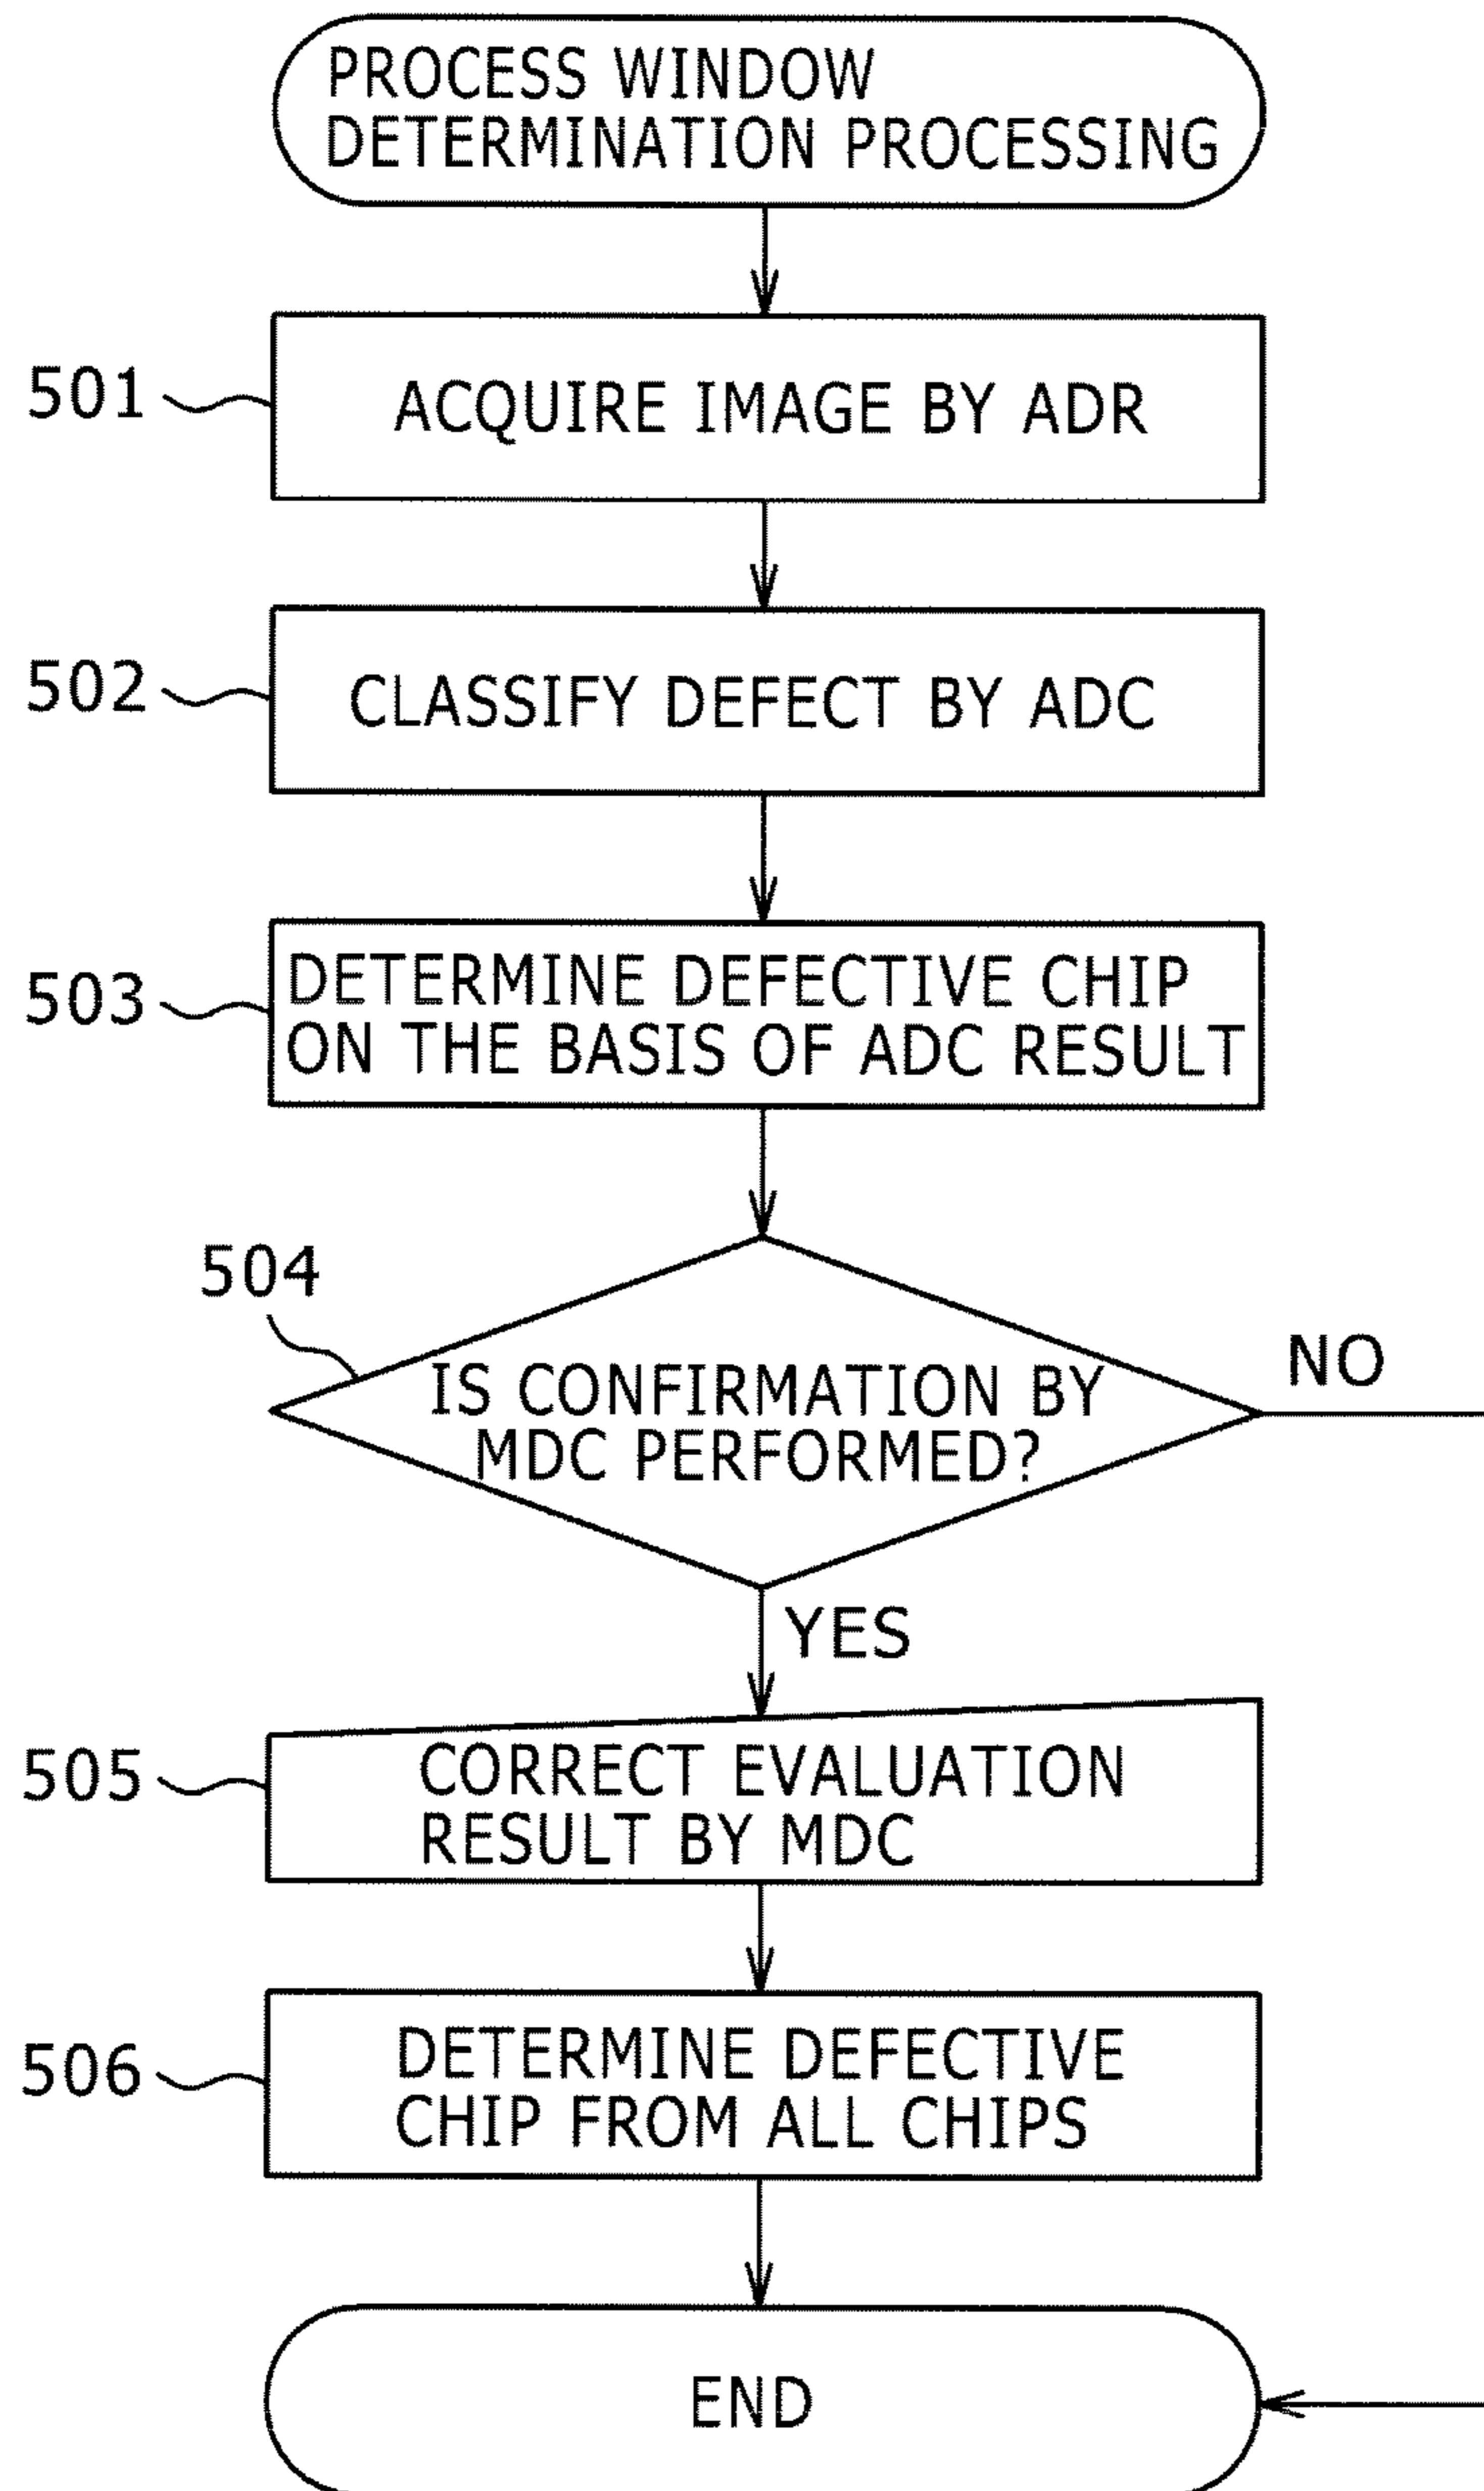 PROCESS WINDOW
DETERMINATION PROCESSING
501
ACQUIRE IMAGE BY ADR
502
CLASSIFY DEFECT BY ADC
503
DETERMINE DEFECTIVE CHIP
ON THE BASIS OF ADC RESULT
504
IS CONFIRMATION BY
MDC PERFORMED?
NO
YES
505
CORRECT EVALUATION
RESULT BY MDC
506
DETERMINE DEFECTIVE
CHIP FROM ALL CHIPS
END